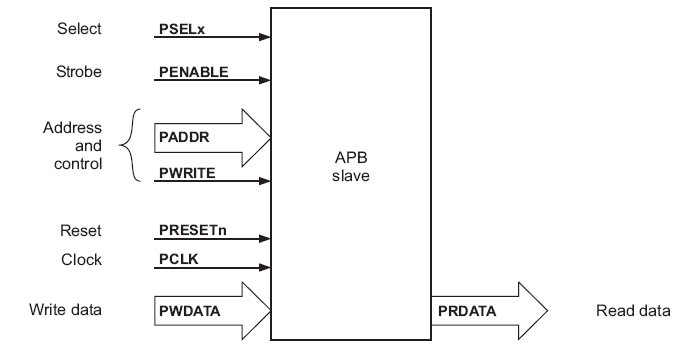 Select PSELx
Strobe PENABLE
Address
and
control
PADDR
PWRITE
APB
slave
Reset PRESETn
Clock PCLK
Write data PWDATA
PRDATA Read data